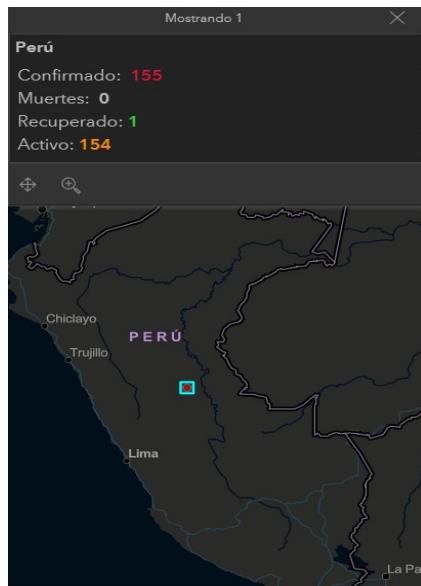 Mostrando 1
Perú
Confirmado: 155
Muertes: 0
Recuperado: 1
Activo: 154
Chiclayo
PERÚ
Trujillo
Lima
La Pa